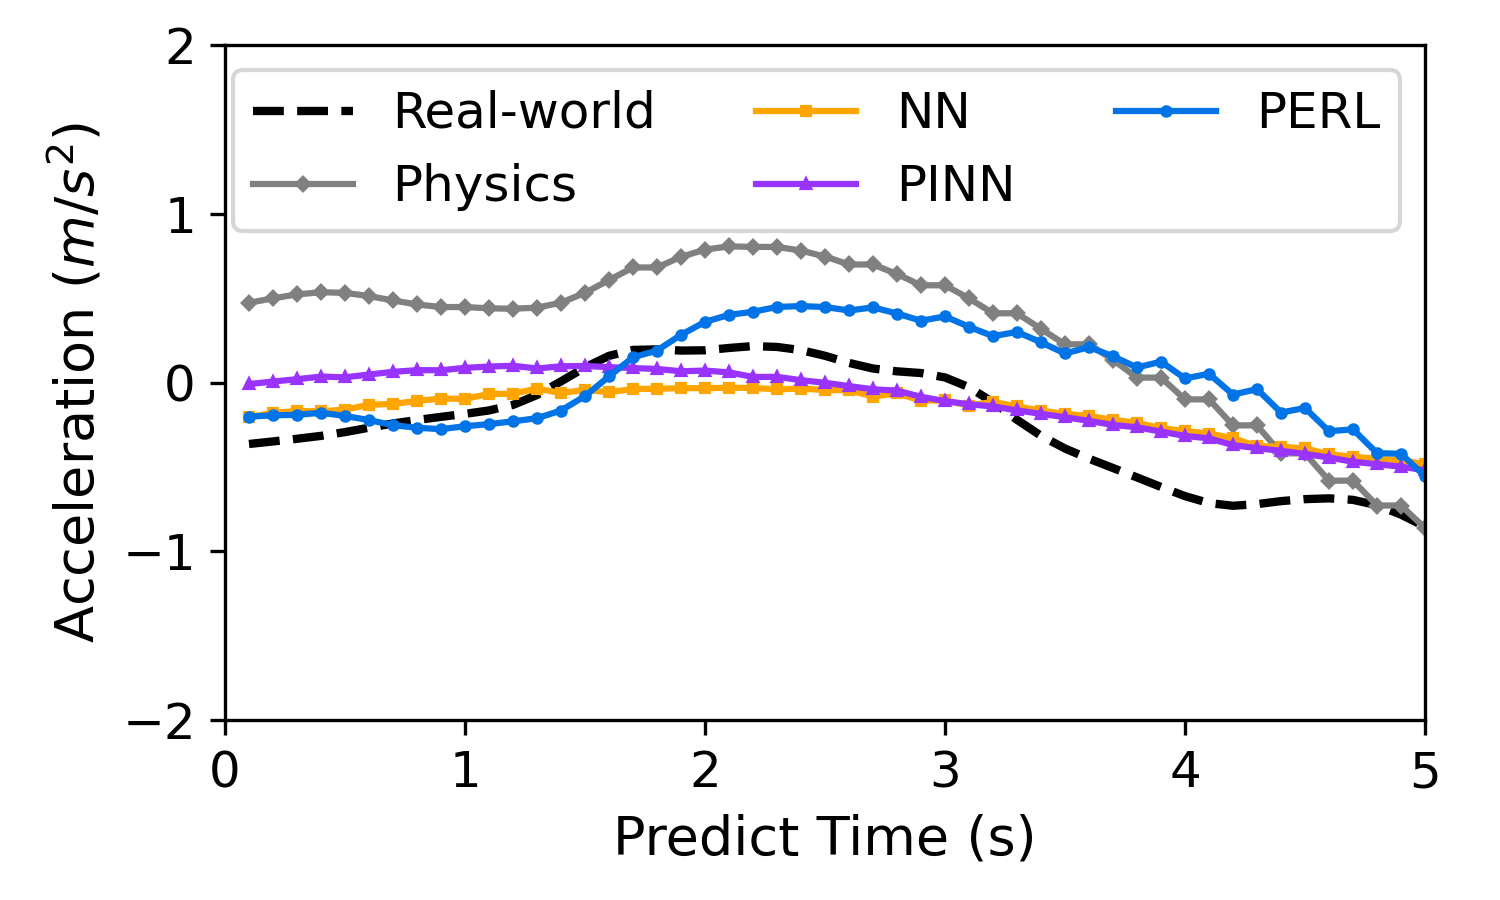 Real-world NN PERL
Physics PINN
Acceleration (m/s²)
2
1
0
−1
−2
0 1 2 3 4 5
Predict Time (s)